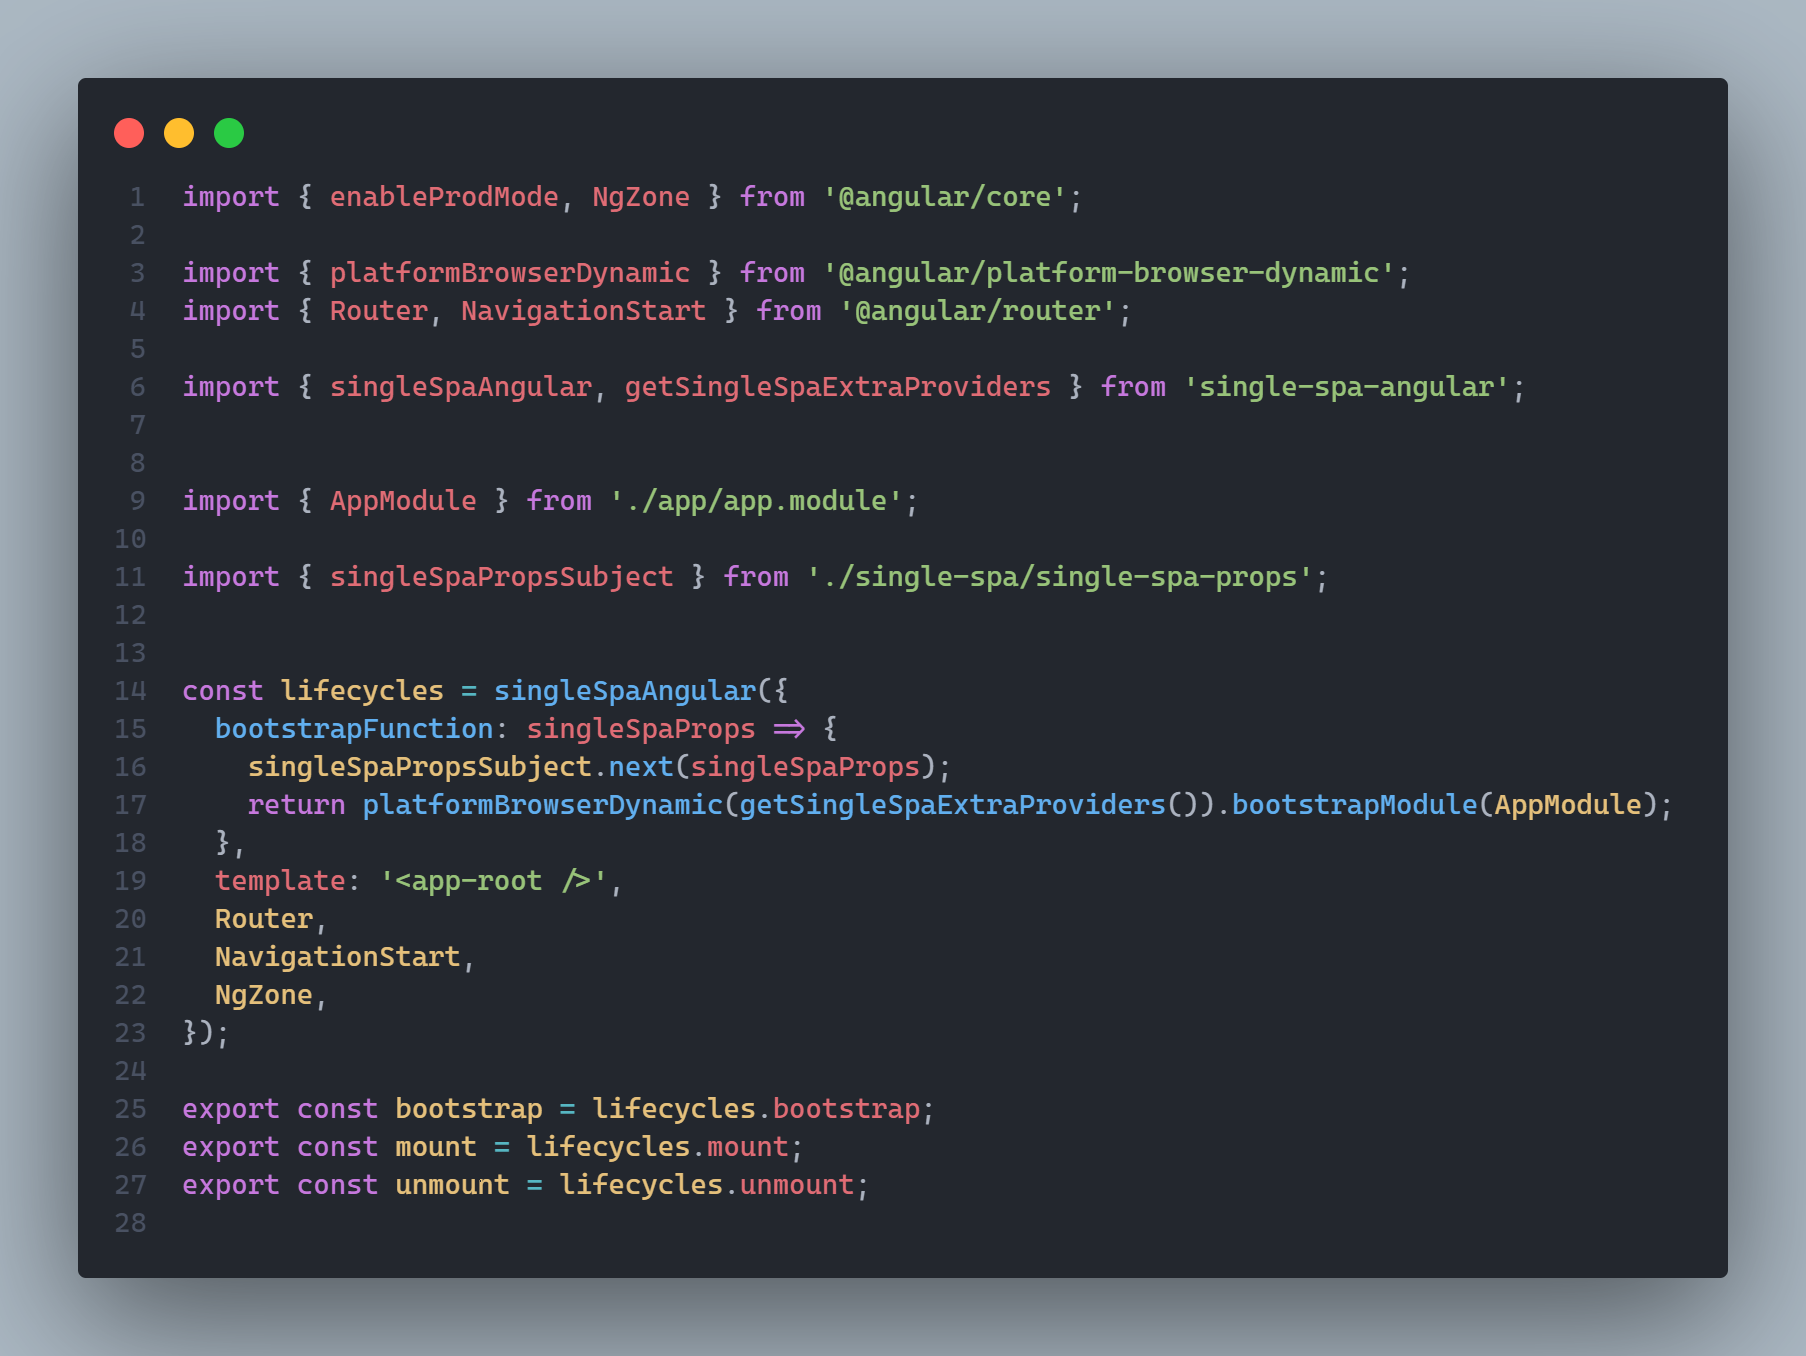 1 import { enableProdMode, NgZone } from '@angular/core';
2
3 import { platformBrowserDynamic } from '@angular/platform-browser-dynamic';
4 import { Router, NavigationStart } from '@angular/router';
5
6 import { singleSpaAngular, getSingleSpaExtraProviders } from 'single-spa-angular';
7
8
9 import { AppModule } from './app/app.module';
10
11 import { singleSpaPropsSubject } from './single-spa/single-spa-props';
12
13
14 const lifecycles = singleSpaAngular({
15   bootstrapFunction: singleSpaProps => {
16     singleSpaPropsSubject.next(singleSpaProps);
17     return platformBrowserDynamic(getSingleSpaExtraProviders()).bootstrapModule(AppModule);
18   },
19   template: '<app-root />',
20   Router,
21   NavigationStart,
22   NgZone,
23 });
24
25 export const bootstrap = lifecycles.bootstrap;
26 export const mount = lifecycles.mount;
27 export const unmount = lifecycles.unmount;
28